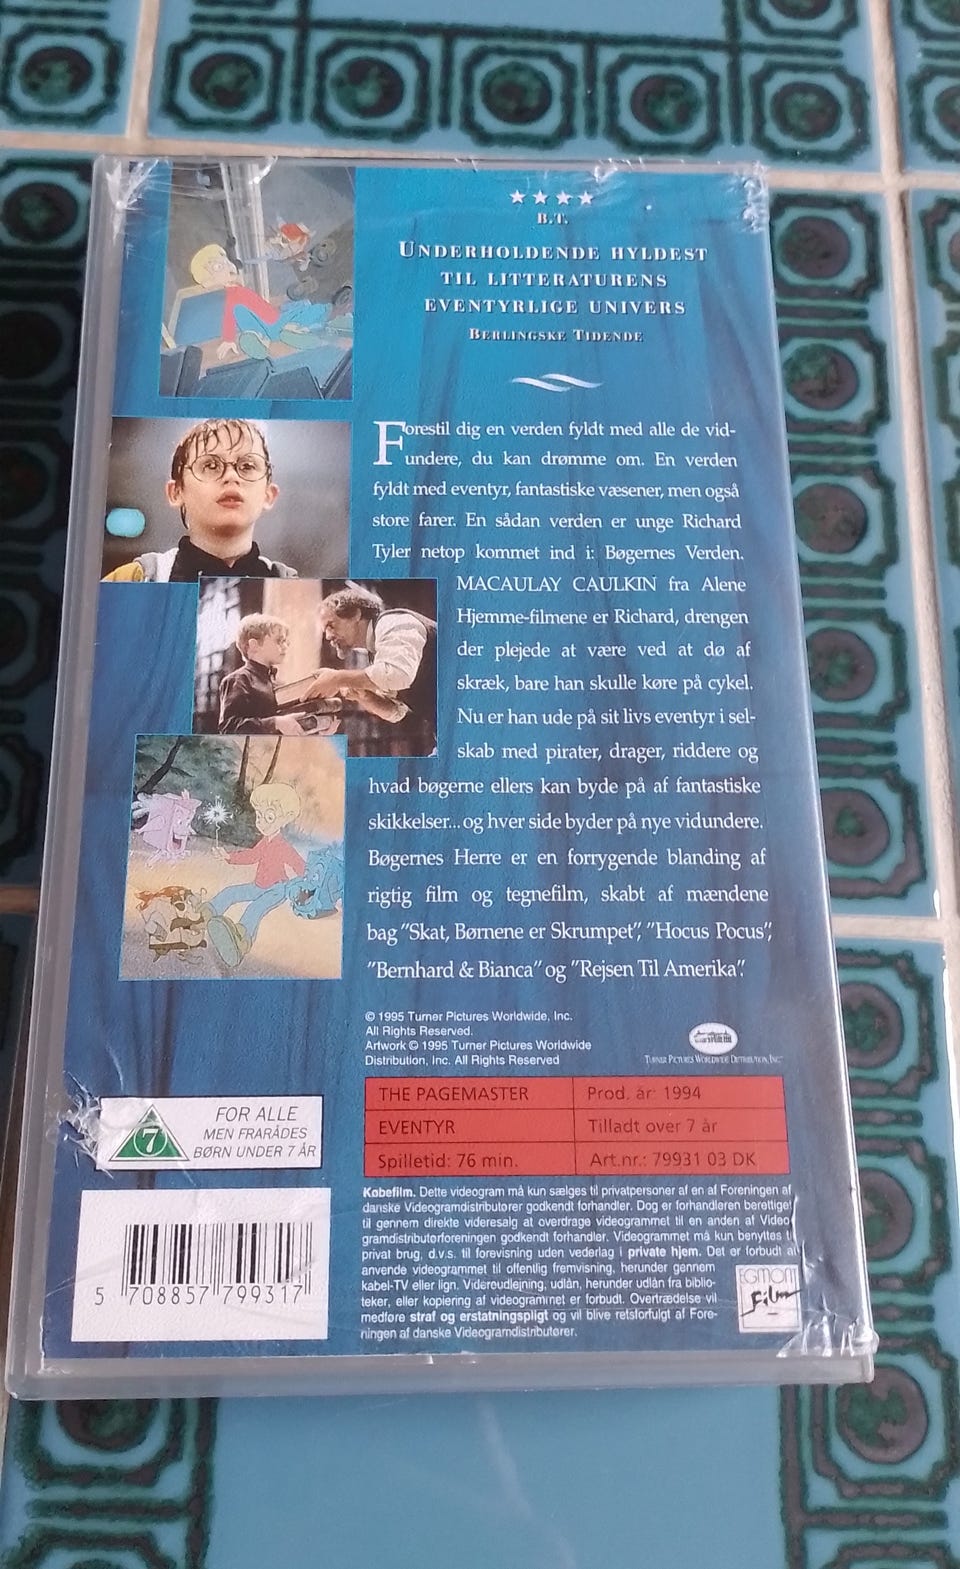 ★★★★
B.T.
UNDERHOLDENDE HYLDEST
TIL LITTERATURENS
EVENTYRLIGE UNIVERS
BERLINGSKE TIDENDE
Forestil dig en verden fyldt med alle de vid-
undere, du kan drømme om. En verden
fyldt med eventyr, fantastiske væsener, men også
store farer. En sådan verden er unge Richard
Tyler netop kommet ind i: Bøgernes Verden.
MACAULAY CAULKIN fra Alene
Hjemme-filmene er Richard, drengen
der plejede at være ved at dø af
skræk, bare han skulle køre på cykel.
Nu er han ude på sit livs eventyr i sel-
skab med pirater, drager, riddere og
hvad bøgerne ellers kan byde på af fantastiske
skikkelser...og hver side byder på nye vidundere.
Bøgernes Herre er en forrygende blanding af
rigtig film og tegnefilm, skabt af mændene
bag "Skat, Børnene er Skrumpet", "Hocus Pocus",
"Bernhard & Bianca" og "Rejsen Til Amerika".
© 1995 Turner Pictures Worldwide, Inc.
All Rights Reserved.
Artwork © 1995 Turner Pictures Worldwide
Distribution, Inc. All Rights Reserved
TURNER PICTURES WORLDWIDE DISTRIBUTION, INC.
THE PAGEMASTER Prod. år: 1994
EVENTYR Tilladt over 7 år
Spilletid: 76 min. Art.nr.: 79931 03 DK
7
FOR ALLE
MEN FRARÅDES
BØRN UNDER 7 ÅR
Købefilm. Dette videogram må kun sælges til privatpersoner af en af Foreningen af
danske Videogramdistributører godkendt forhandler. Dog er forhandleren berettiget
til gennem direkte videresalg at overdrage videogrammet til en anden af Video
gramdistributørforeningen godkendt forhandler. Videogrammet må kun benyttes t
privat brug, d.v.s. til forevisning uden vederlag i private hjem. Det er forbudt at
anvende videogrammet til offentlig fremvisning, herunder gennem
kabel-TV eller lign. Videreudlejning, udlån, herunder udlån fra biblio-
teker, eller kopiering af videogrammet er forbudt. Overtrædelse vil
medføre straf og erstatningspligt og vil blive retsforfulgt af Fore-
ningen af danske Videogramdistributører.
EGMONT
Film
5 708857 799317